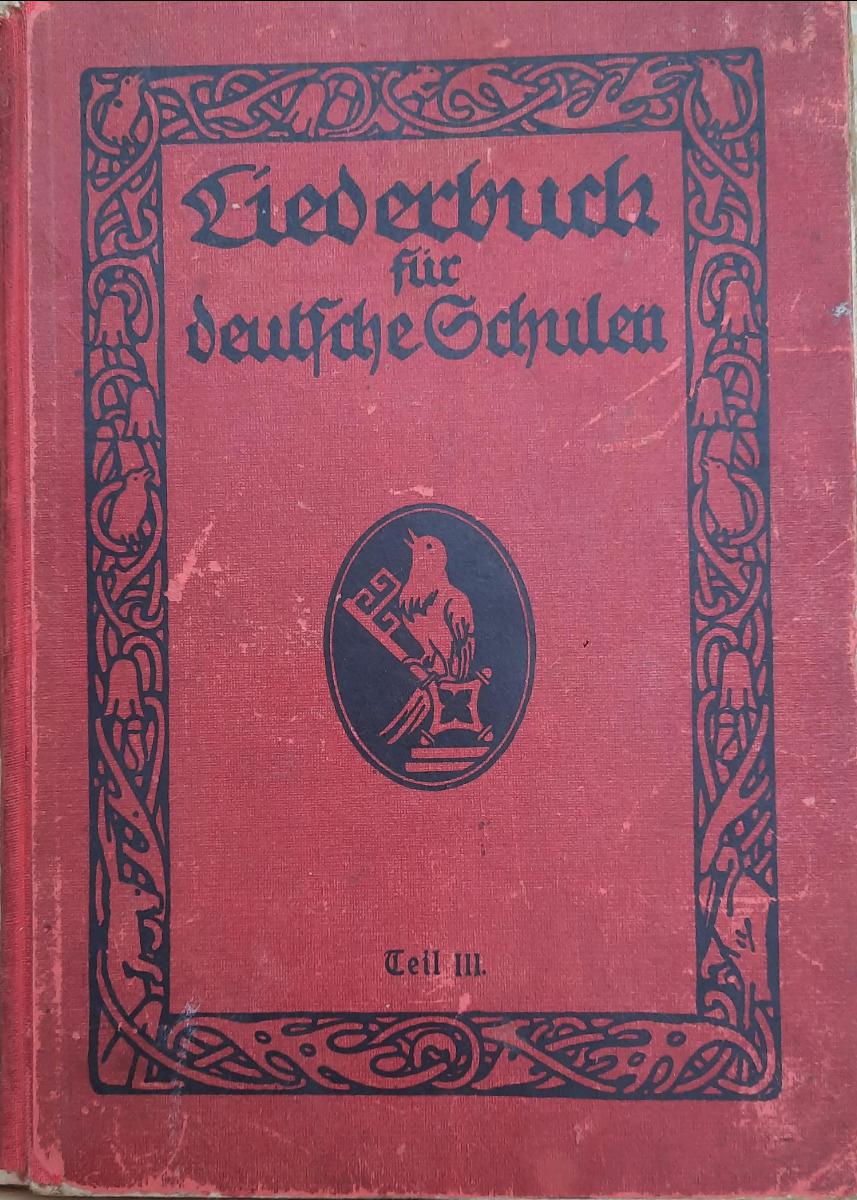 Liederbuch
für
deutsche Schulen
Teil III.